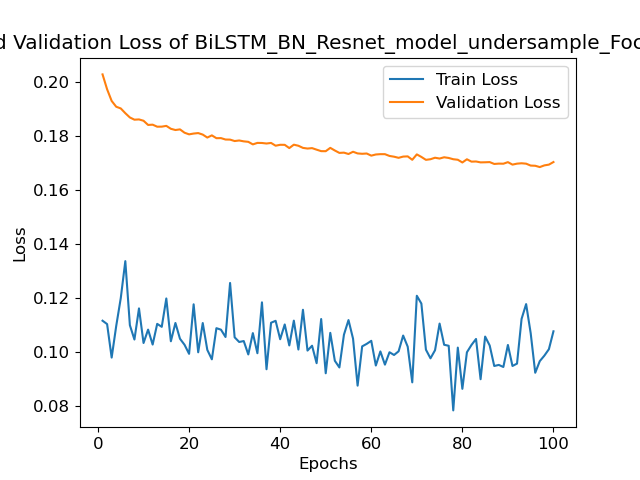 d Validation Loss of BiLSTM_BN_Resnet_model_undersample_Foc
Train Loss
Validation Loss
0.20
0.18
0.16
0.14
0.12
0.10
0.08
Loss
0
20
40
60
80
100
Epochs